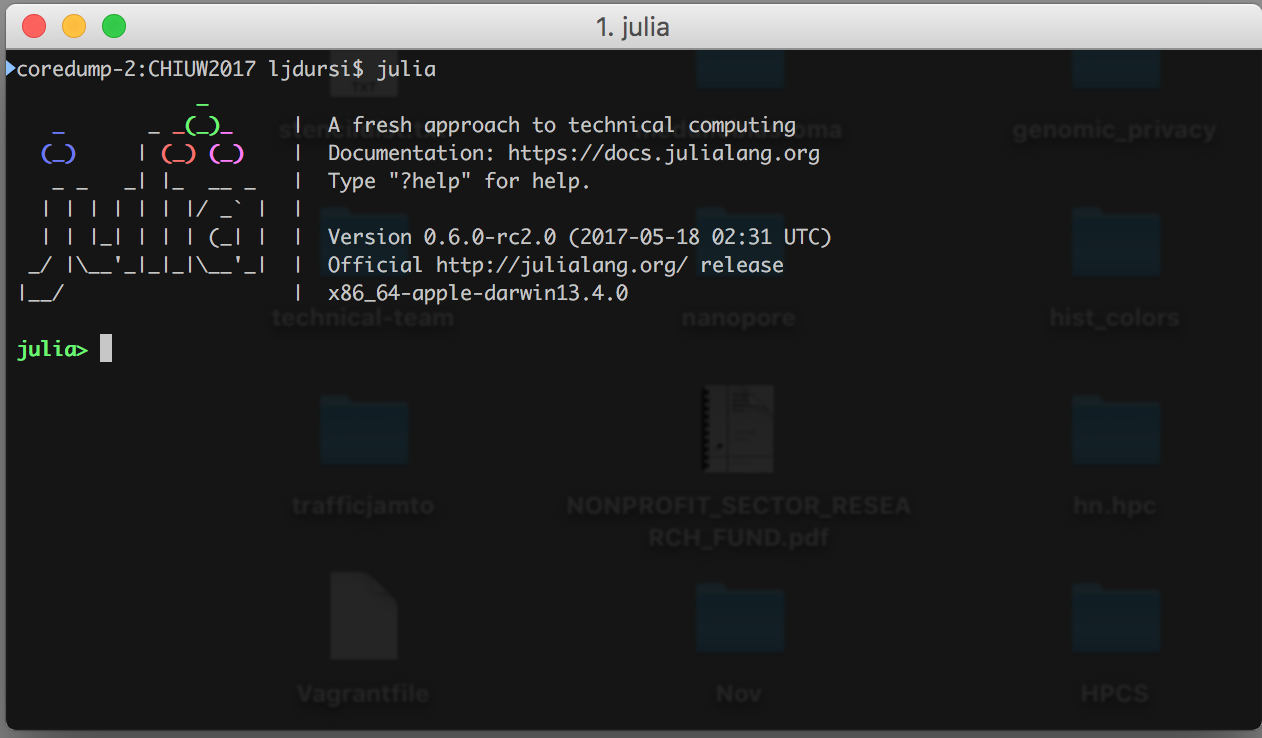 1. julia
coredump-2:CHIUW2017 ljdursi$ julia
               _
   _       _ _(_)_     |  A fresh approach to technical computing
  (_)     | (_) (_)    |  Documentation: https://docs.julialang.org
   _ _   _| |_  __ _   |  Type "?help" for help.
  | | | | | | |/ _` |  |
  | | |_| | | | (_| |  |  Version 0.6.0-rc2.0 (2017-05-18 02:31 UTC)
 _/ |\__'_|_|_|\__'_|  |  Official http://julialang.org/ release
|__/                   |  x86_64-apple-darwin13.4.0
julia>
genomic_privacy
technical-team nanopore hist_colors
trafficjamto NONPROFIT_SECTOR_RESEA hn.hpc
RCH_FUND.pdf
Vagrantfile Nov HPCS